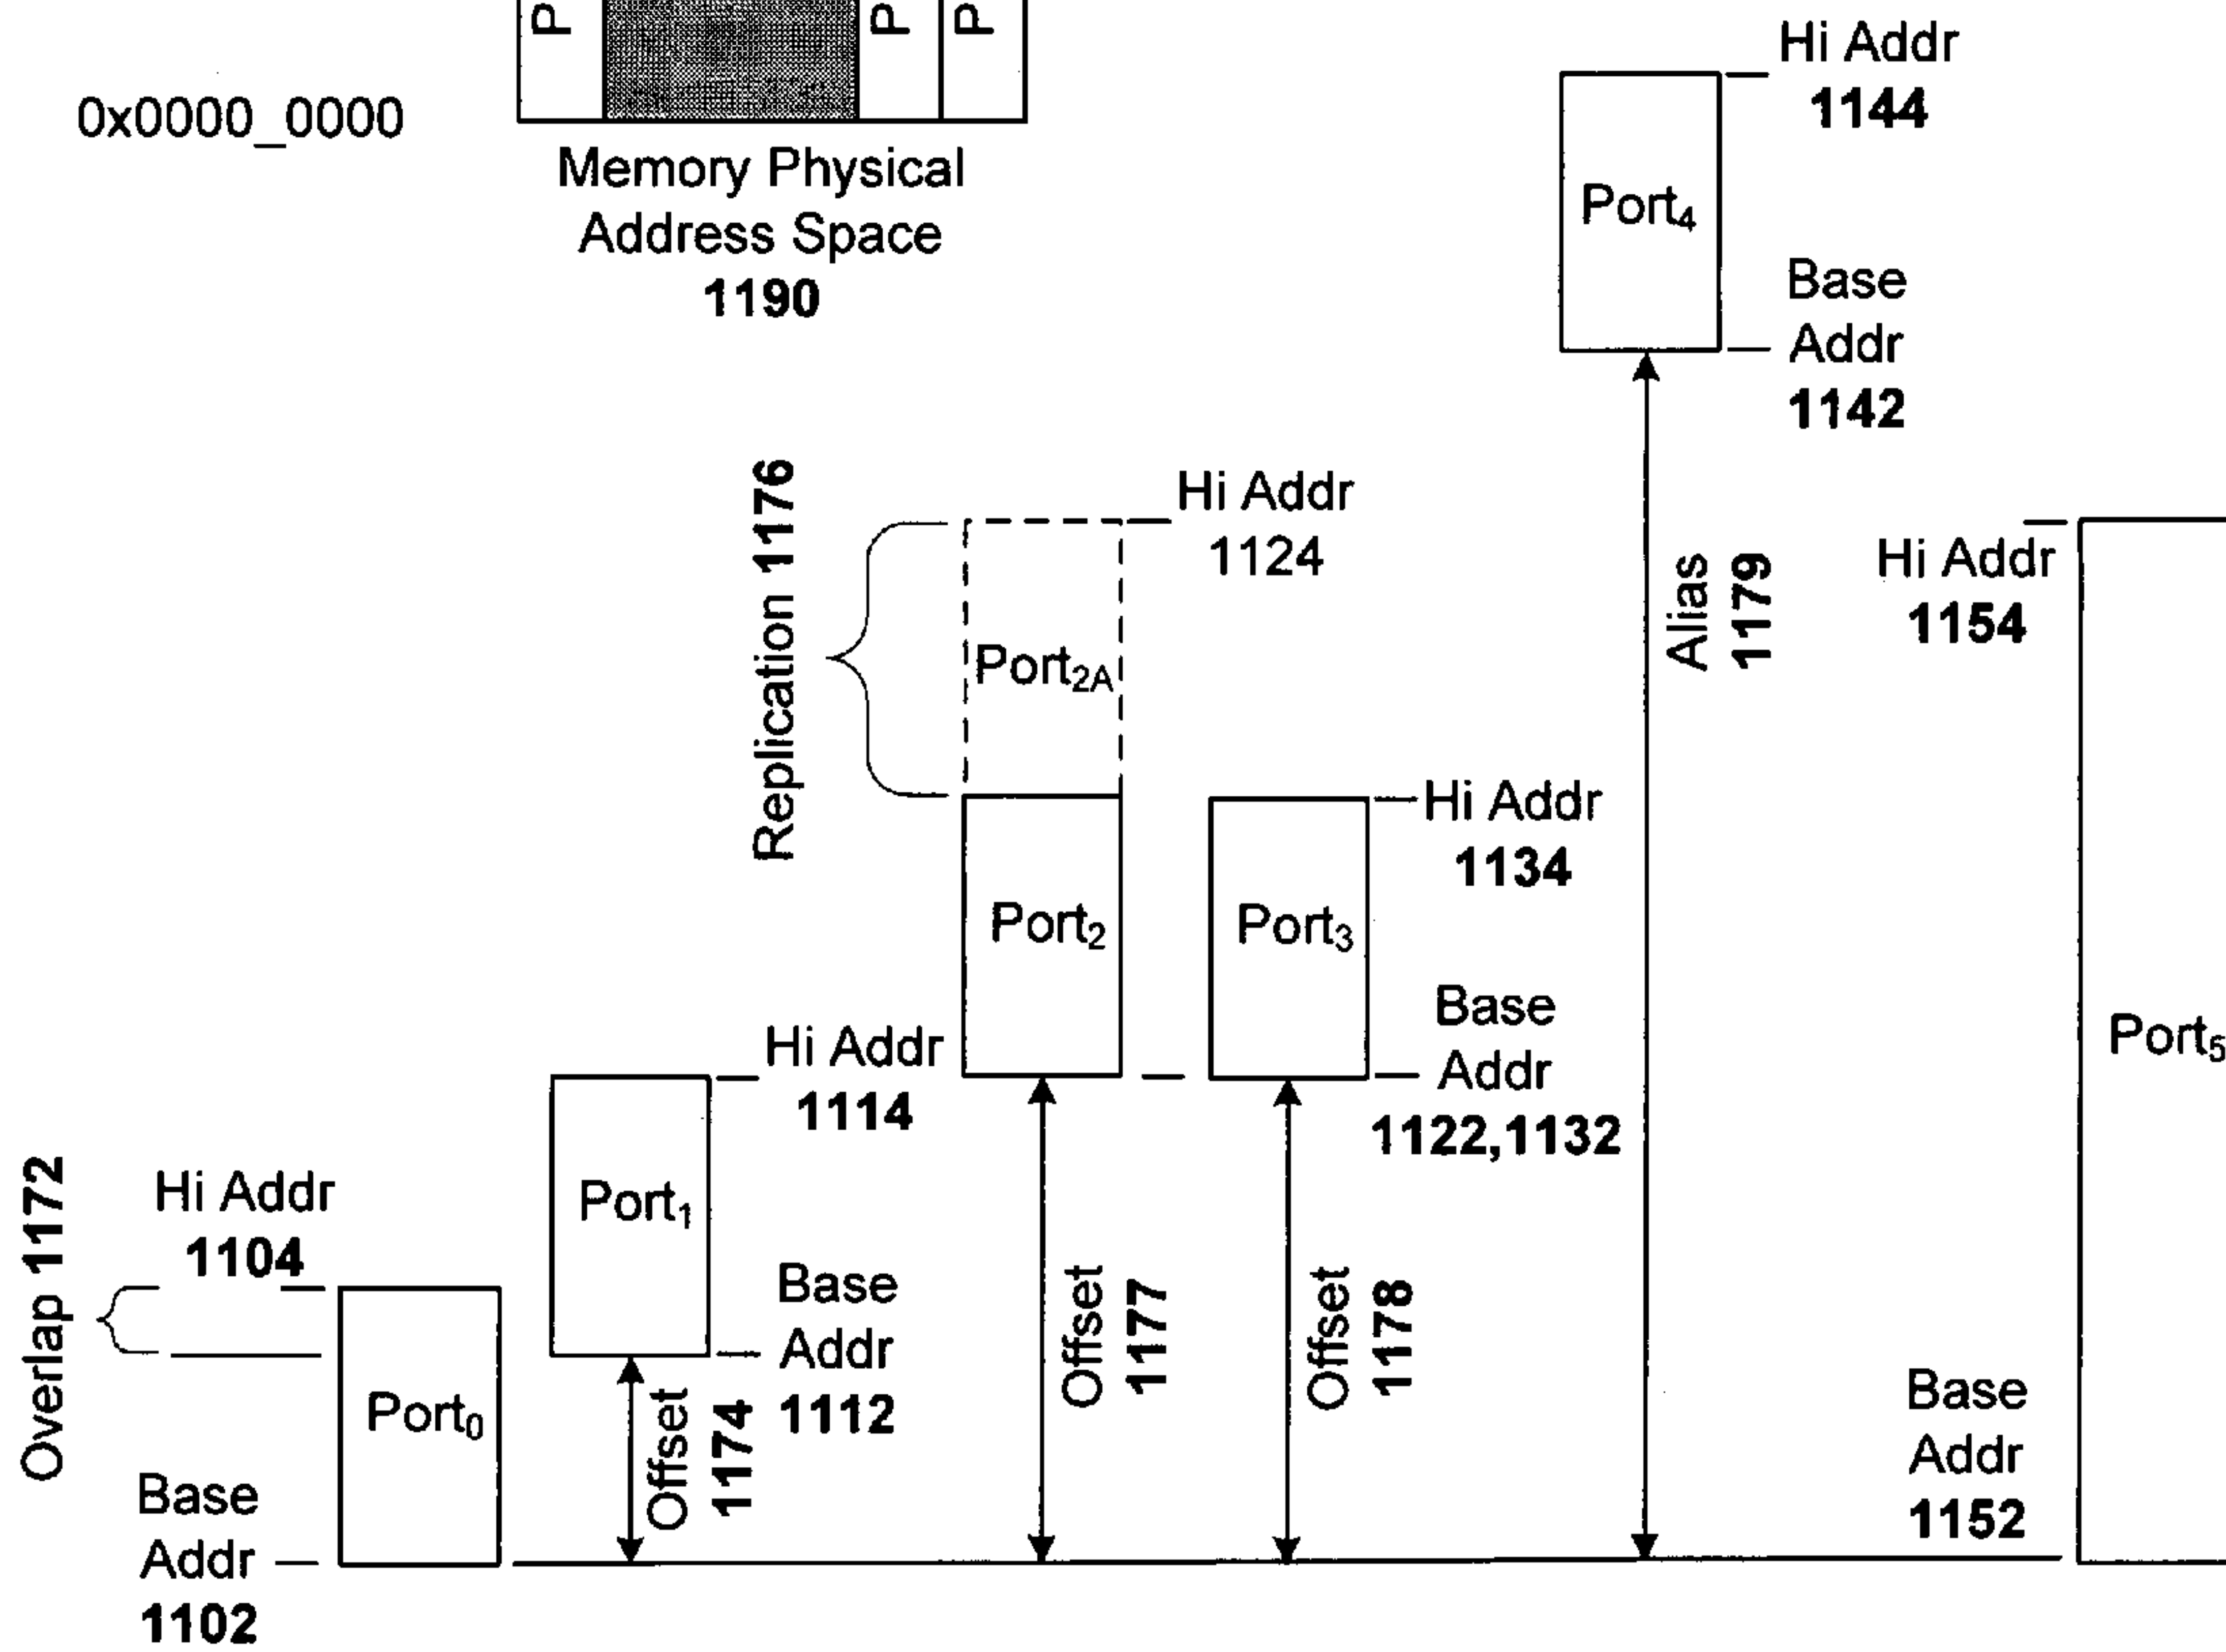 P
P
P
0x0000_0000
Memory Physical
Address Space
1190
Hi Addr
1144
Port4
Base
Addr
1142
Replication 1176
Hi Addr
1124
Port2A
Alias
1179
Hi Addr
1154
Port2
Port3
Hi Addr
1134
Base
Addr
1122,1132
Port5
Hi Addr
1114
Port1
Overlap 1172
Hi Addr
1104
Base
Addr
1112
Offset
1174
Offset
1177
Offset
1178
Port0
Base
Addr
1102
Base
Addr
1152